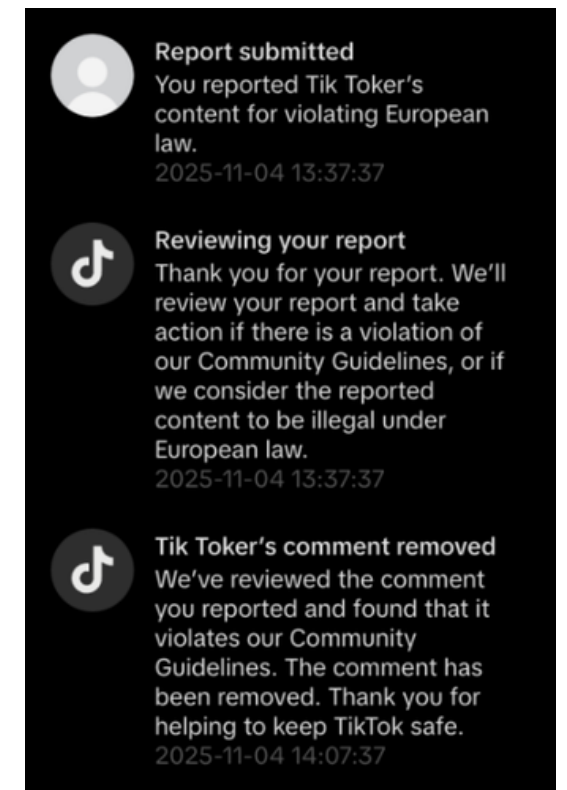 Report submitted
You reported Tik Toker's
content for violating European
law.
2025-11-04 13:37:37
Reviewing your report
Thank you for your report. We'll
review your report and take
action if there is a violation of
our Community Guidelines, or if
we consider the reported
content to be illegal under
European law.
2025-11-04 13:37:37
Tik Toker's comment removed
We've reviewed the comment
you reported and found that it
violates our Community
Guidelines. The comment has
been removed. Thank you for
helping to keep TikTok safe.
2025-11-04 14:07:37